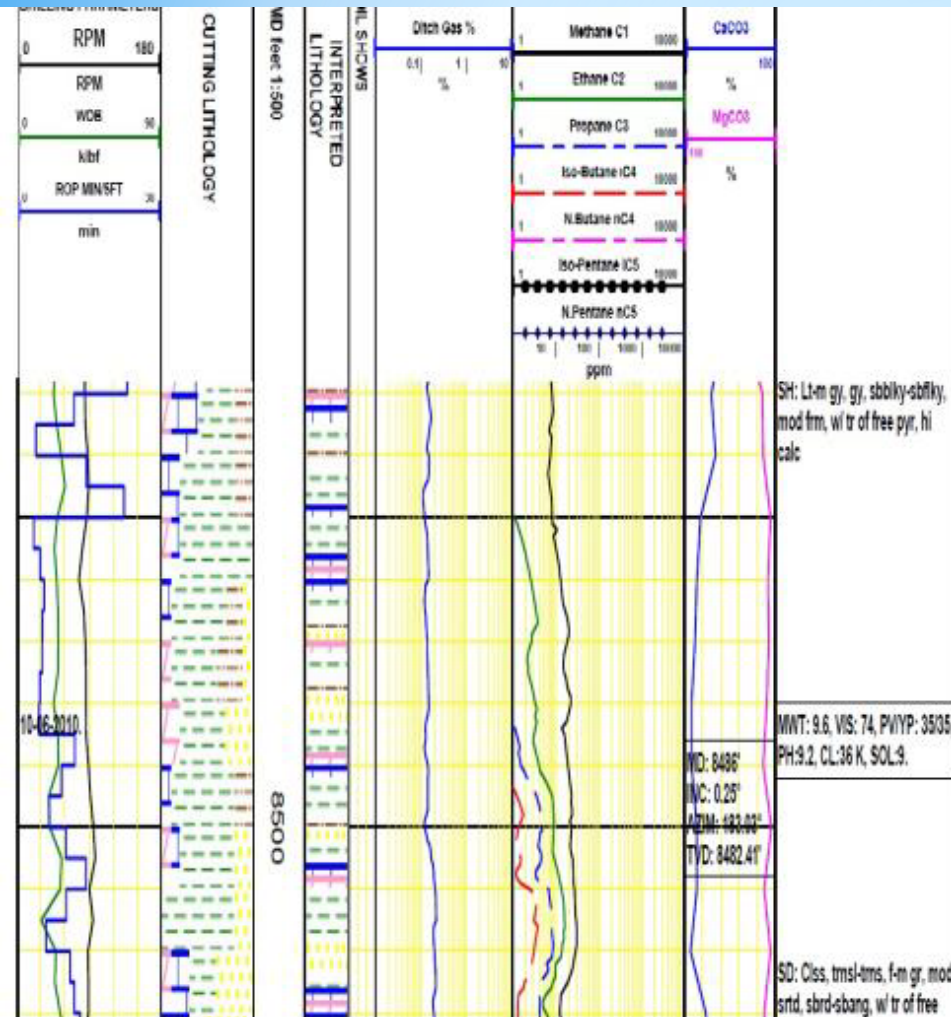 DRILLING PARAMETERS
RPM
0 180
RPM
WOB
0 90
klbf
ROP MIN/5FT
0 30
min
CUTTING LITHOLOGY
MD feet 1:500
INTERPRETED
LITHOLOGY
SHOWS
Ditch Gas %
0.1 1 10
%
Methane C1
1 10000
Ethane C2
1 10000
Propane C3
1 10000
Iso-Butane iC4
1 10000
N.Butane nC4
1 10000
Iso-Pentane IC5
1 10000
N.Pentane nC5
10 100 1000 10000
ppm
CaCO3
100
%
MgCO3
100
%
SH: Lt-m gy, gy, sbblky-sbflky,
mod frm, w/ tr of free pyr, hi
calc
10-06-2010
MWT: 9.6, VIS: 74, PV/YP: 35/35
PH:9.2, CL:36 K, SOL:9.
MD: 8486'
INC: 0.25°
AZIM: 183.93°
TVD: 8482.41'
8500
SD: Clss, trnsl-trns, f-m gr, mod
srtd, sbrd-sbang, w/ tr of free